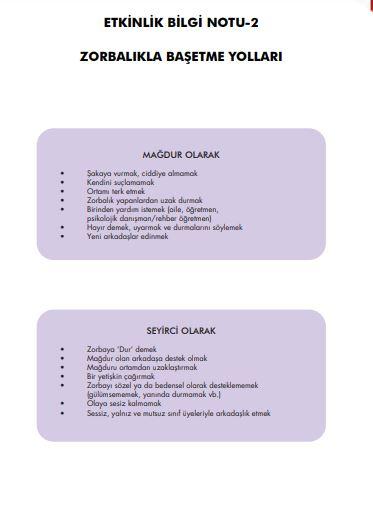 ETKİNLİK BİLGİ NOTU-2
ZORBALIKLA BAŞETME YOLLARI
MAĞDUR OLARAK
• Şakaya vurmak, ciddiye almamak
• Kendini suçlamamak
• Ortamı terk etmek
• Zorbalık yapanlardan uzak durmak
• Birinden yardım istemek (aile, öğretmen,
psikolojik danışman/rehber öğretmen)
• Hayır demek, uyarmak ve durmalarını söylemek
• Yeni arkadaşlar edinmek
SEYİRCİ OLARAK
• Zorbaya 'Dur' demek
• Mağdur olan arkadaşa destek olmak
• Mağduru ortamdan uzaklaştırmak
• Bir yetişkin çağırmak
• Zorbayı sözel ya da bedensel olarak desteklememek
(gülümsememek, yanında durmamak vb.)
• Olaya sesiz kalmamak
• Sessiz, yalnız ve mutsuz sınıf üyeleriyle arkadaşlık etmek